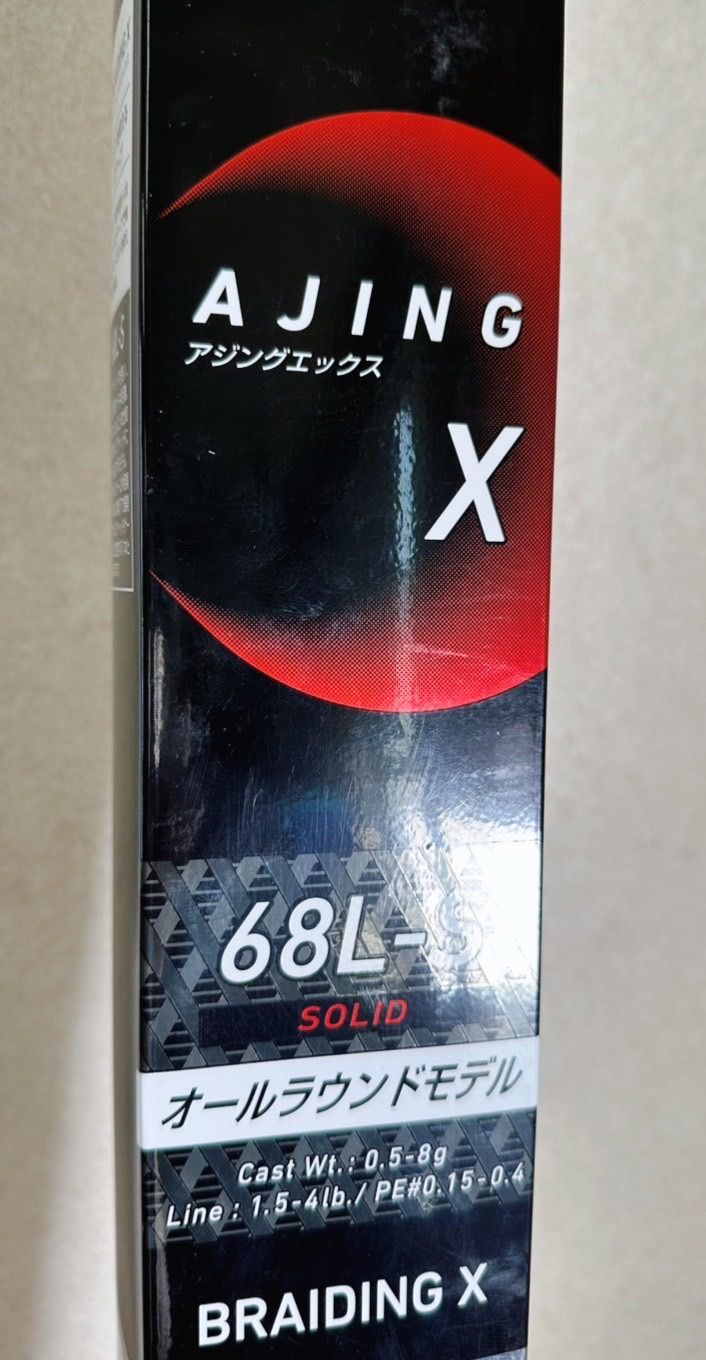 AJING
アジングエックス
X
68L-S
SOLID
オールラウンドモデル
Cast Wt.: 0.5-8g
Line : 1.5-4lb./ PE#0.15-0.4
BRAIDING X